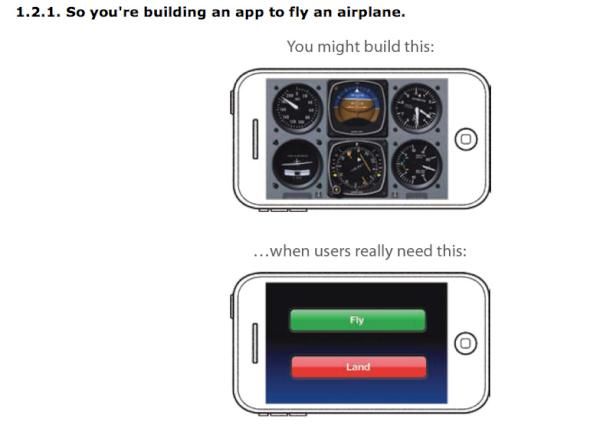 1.2.1. So you're building an app to fly an airplane.
You might build this:
...when users really need this:
Fly
Land